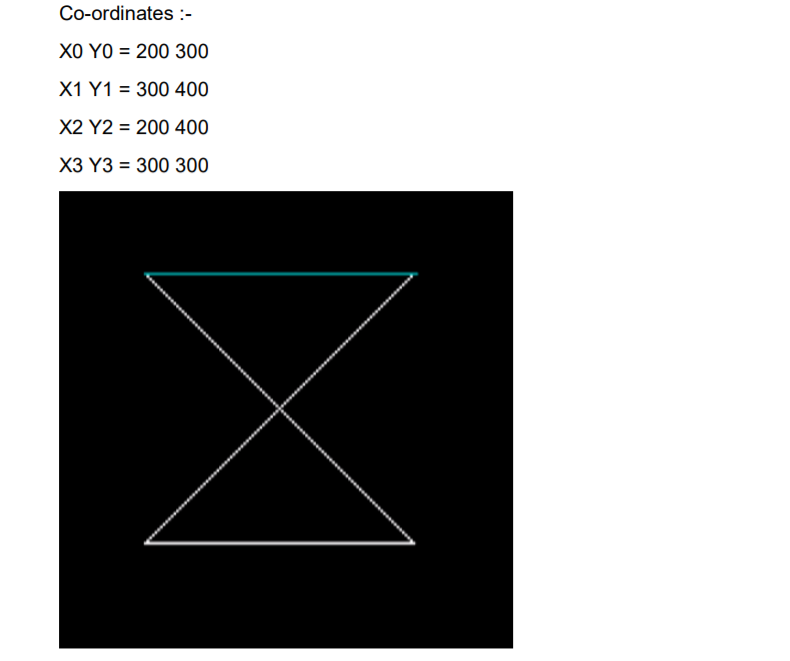 Co-ordinates :-
X0 Y0 = 200 300
X1 Y1 = 300 400
X2 Y2 = 200 400
X3 Y3 = 300 300